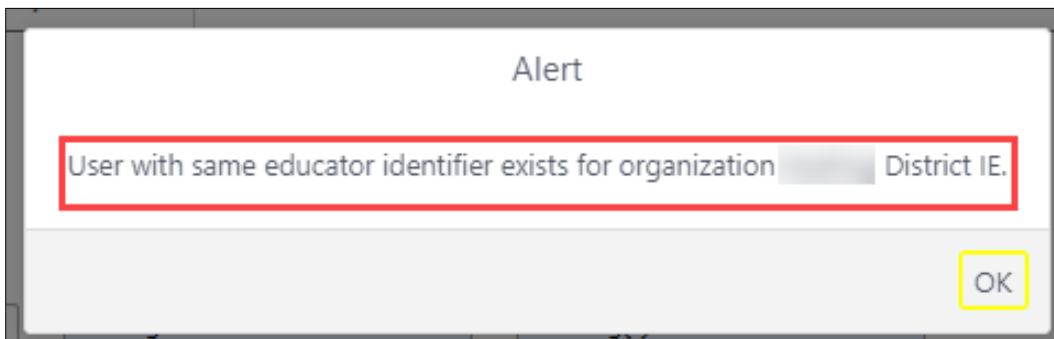 Alert
User with same educator identifier exists for organization District IE.
OK